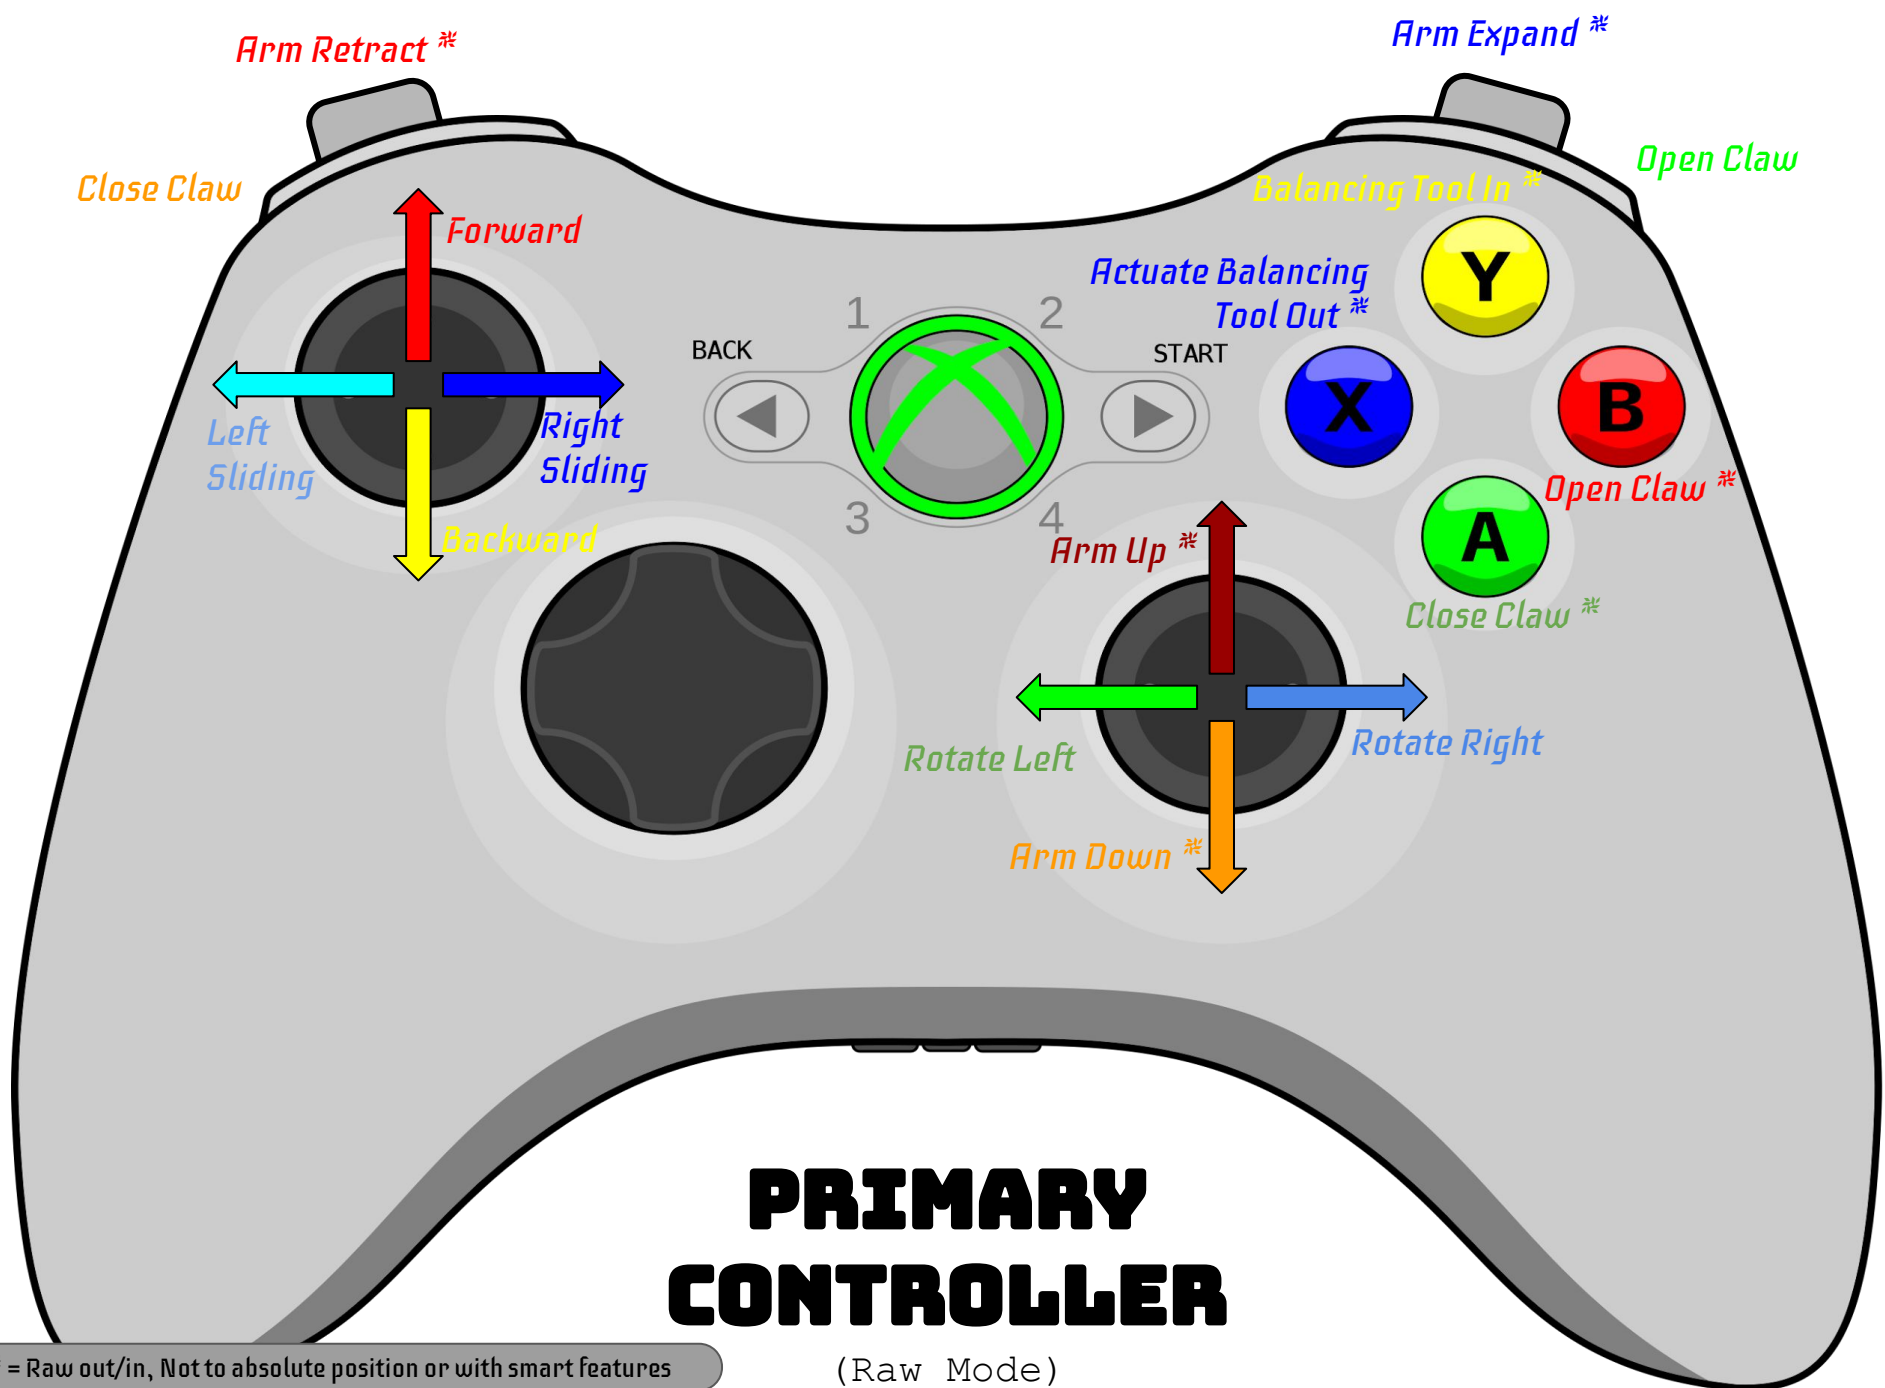 Arm Retract *
Arm Expand *
Close Claw
Open Claw
Forward
Balancing Tool In *
Actuate Balancing
Tool Out *
Y
1
2
BACK
START
X
B
Left
Sliding
Right
Sliding
Open Claw *
3
4
Backward
Arm Up *
A
Close Claw *
Rotate Left
Rotate Right
Arm Down *
PRIMARY
CONTROLLER
(Raw Mode)
* = Raw out/in, Not to absolute position or with smart features